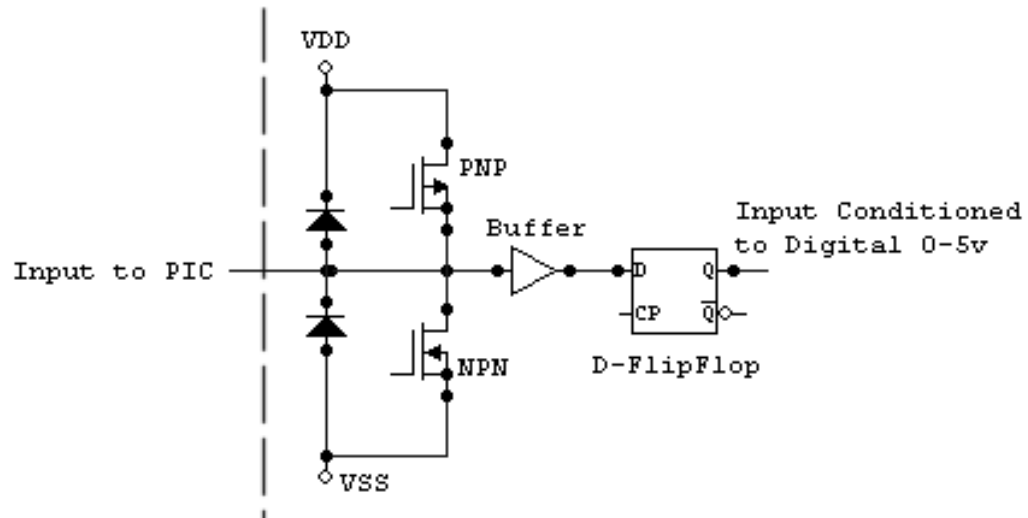 VDD
PNP
Buffer
Input Conditioned
to Digital 0-5v
Input to PIC
D Q
CP Q
NPN
D-FlipFlop
VSS